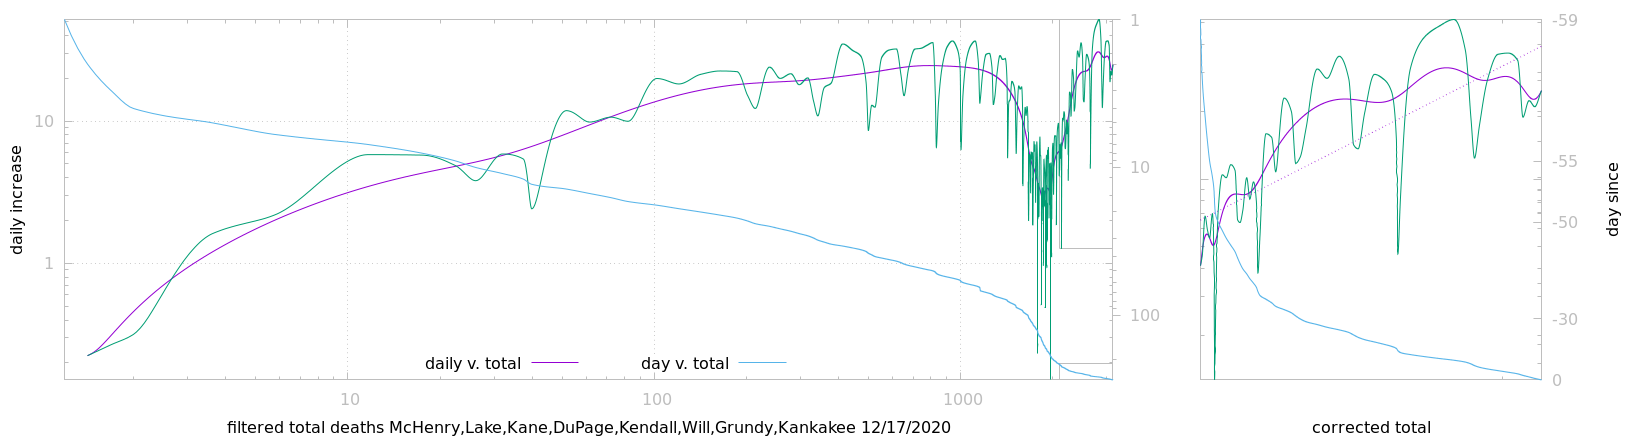 1
-59
10
daily increase
10
-55
-50
day since
1
100
-30
daily v. total
day v. total
0
10
100
1000
filtered total deaths McHenry,Lake,Kane,DuPage,Kendall,Will,Grundy,Kankakee 12/17/2020
corrected total